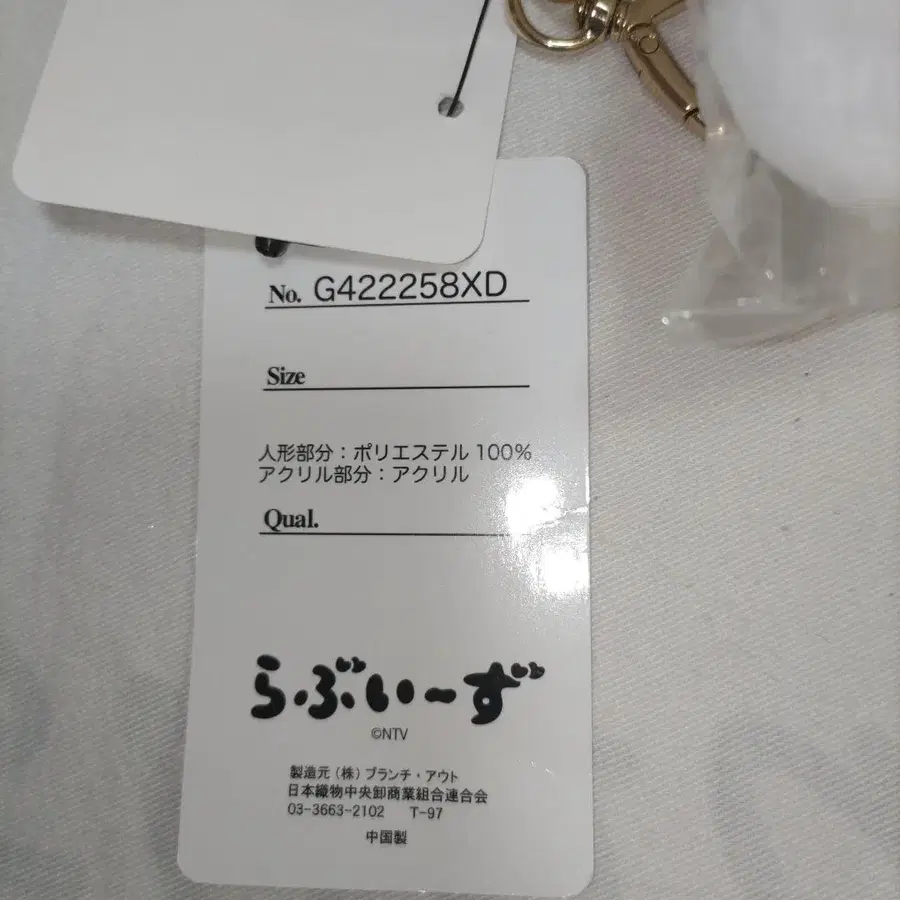 No. G422258XD
Size
人形部分：ポリエステル 100%
アクリル部分：アクリル
Qual.
らぶいーず
©NTV
製造元（株）ブランチ・アウト
日本織物中央卸商業組合連合会
03-3663-2102 T-97
中国製